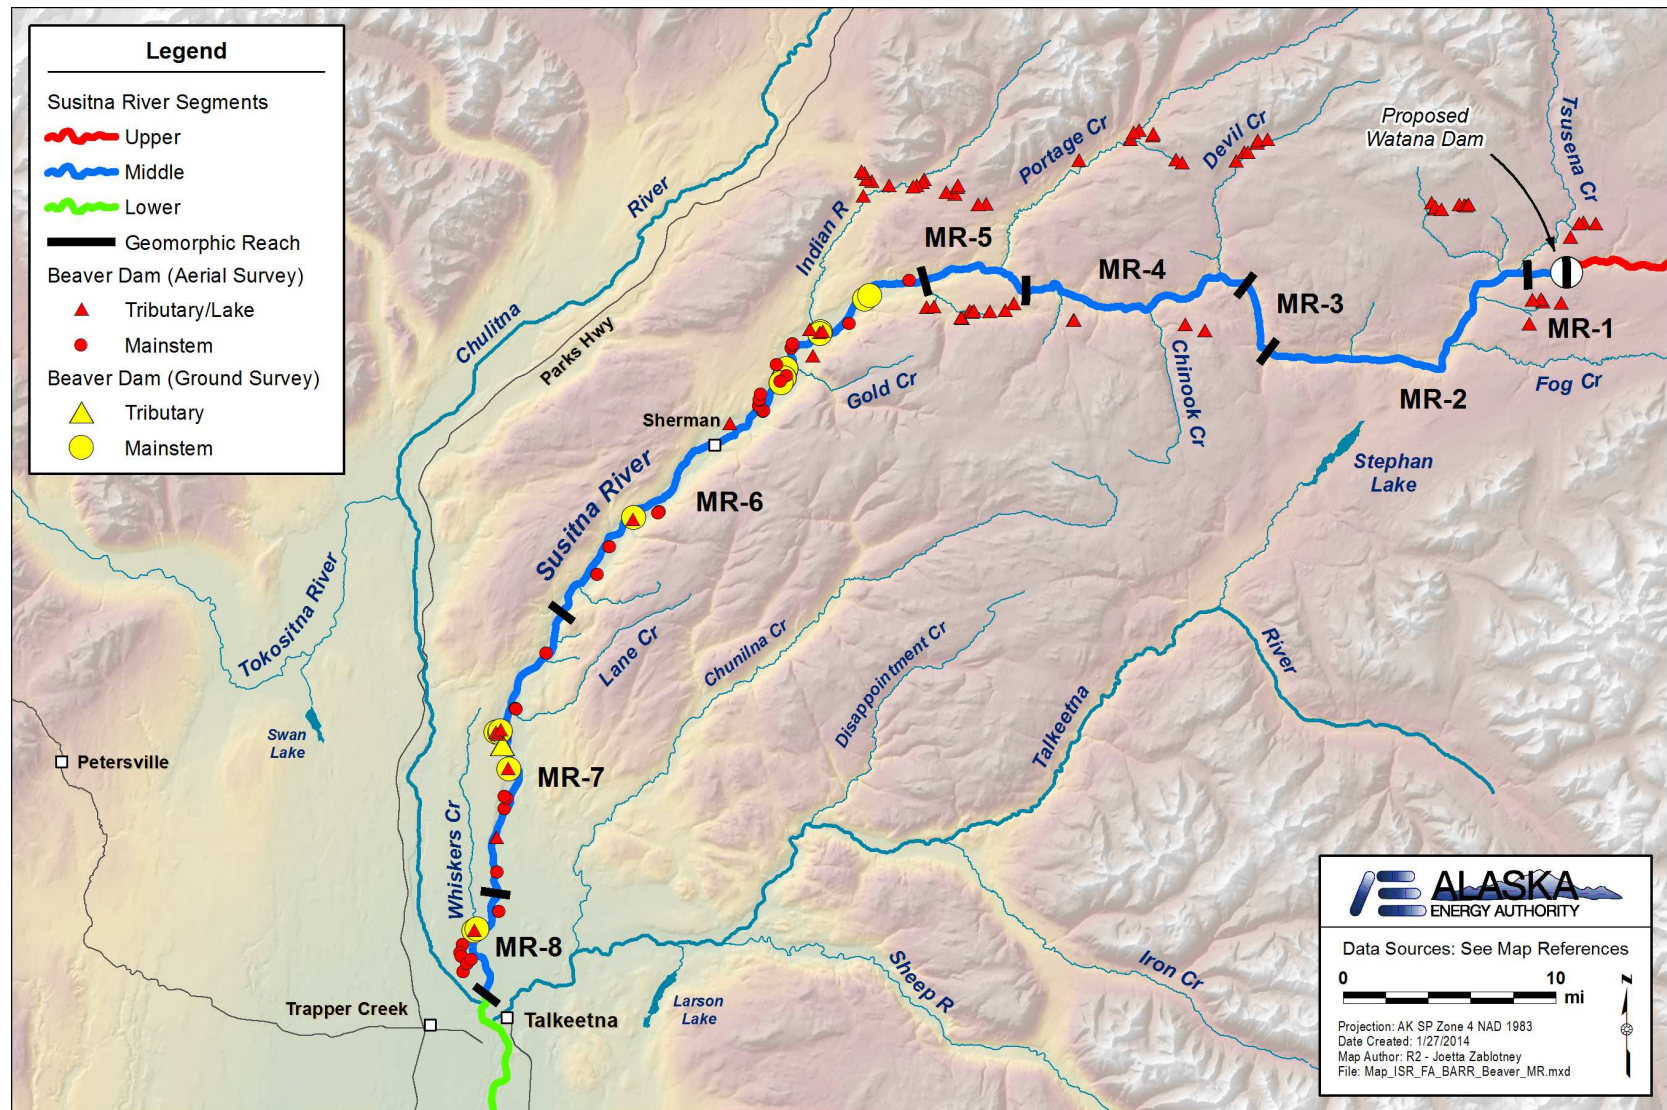 Legend
Susitna River Segments
Upper
Middle
Lower
Geomorphic Reach
Beaver Dam (Aerial Survey)
Tributary/Lake
Mainstem
Beaver Dam (Ground Survey)
Tributary
Mainstem
River
Chulitna
Parks Hwy
Indian R
Portage Cr
Devil Cr
Proposed
Watana Dam
Tsusena Cr
MR-5
MR-4
MR-3
MR-1
MR-2
Fog Cr
Chinook Cr
Gold Cr
Sherman
Stephan
Lake
Susitna River
MR-6
Tokositna River
Lane Cr
Chunilna Cr
Disappointment Cr
River
Talkeetna
Swan
Lake
Petersville
MR-7
Whiskers Cr
MR-8
Sheep R
Iron Cr
Larson
Lake
Trapper Creek
Talkeetna
ALASKA
ENERGY AUTHORITY
Data Sources: See Map References
0 10
mi
N
Projection: AK SP Zone 4 NAD 1983
Date Created: 1/27/2014
Map Author: R2 - Joetta Zablotney
File: Map_ISR_FA_BARR_Beaver_MR.mxd